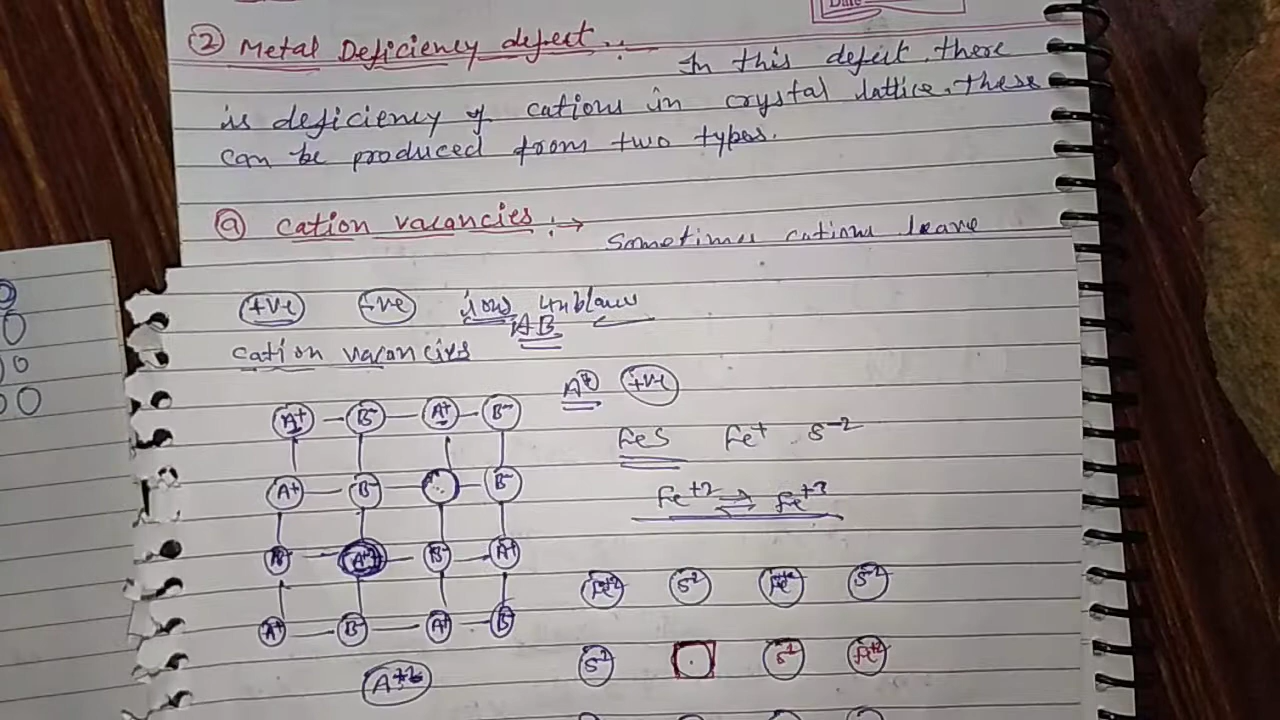 Date
② Metal Deficiency defect :
In this defect, there
is deficiency of cations in crystal lattice. These
can be produced from two types.
ⓐ cation vacancies :→ Sometimes cations leave
+ve +ve ions
AB
cation vacancies
A+ +ve
A+ B- A+ B-
FeS Fe+ S-2
A+ B- B-
Fe+2 ⇌ Fe+3
B- A+2 B- A+
Fe+2 S-2 Fe+2 S-2
A+ B- A+ B-
S-2 S-2 Fe+2